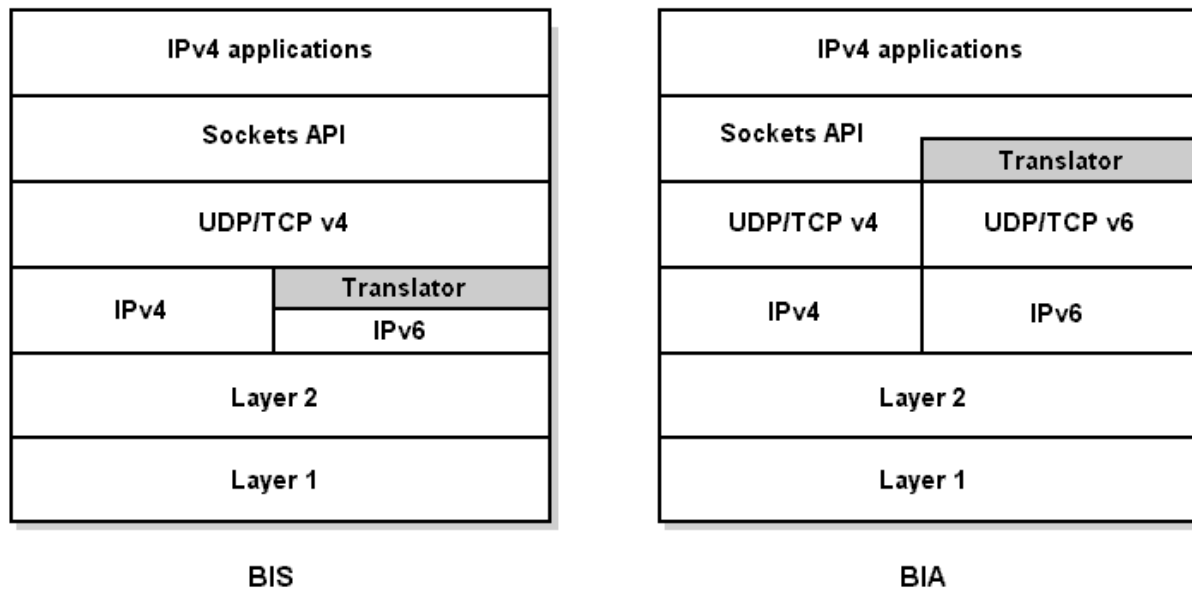 IPv4 applications
Sockets API
UDP/TCP v4
IPv4
Translator
IPv6
Layer 2
Layer 1
BIS
IPv4 applications
Sockets API
Translator
UDP/TCP v4
UDP/TCP v6
IPv4
IPv6
Layer 2
Layer 1
BIA